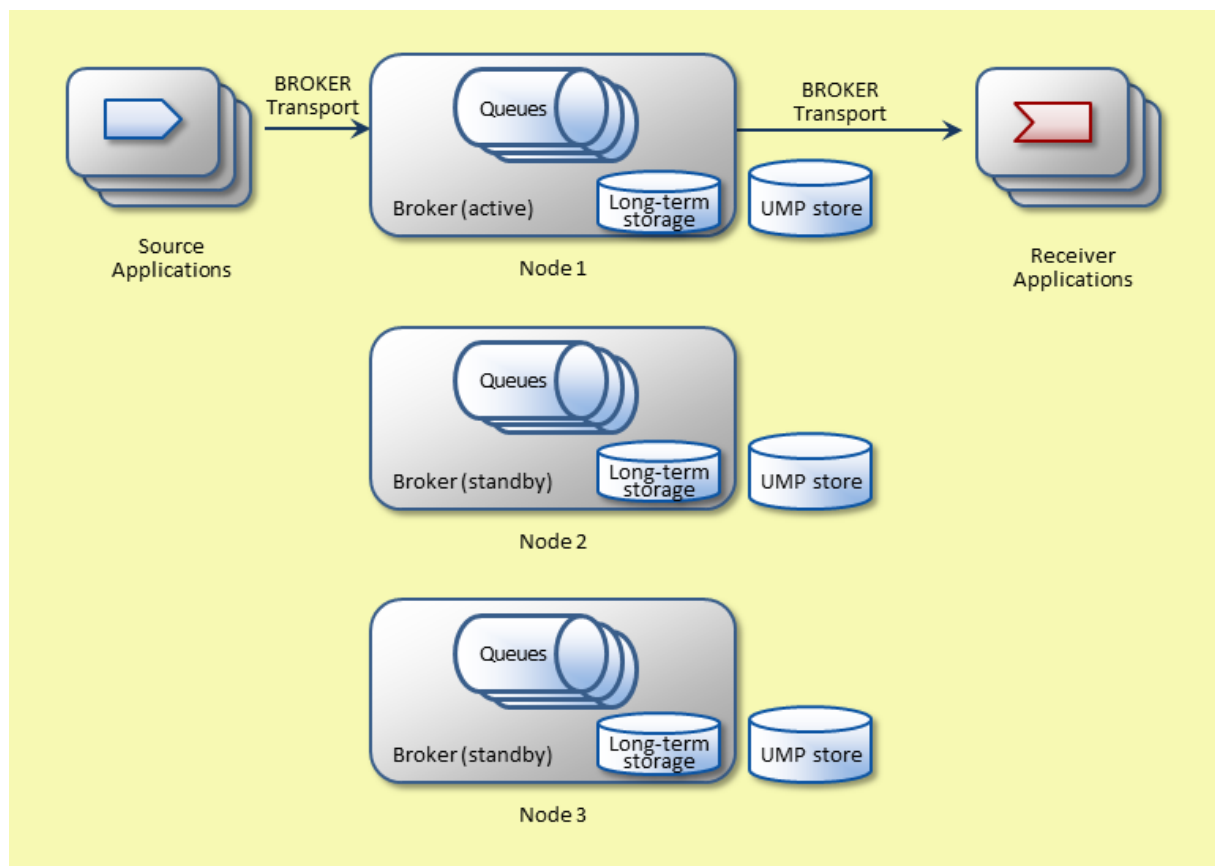 BROKER
Transport
Queues
BROKER
Transport
Broker (active)
Long-term
storage
UMP store
Source
Applications
Node 1
Receiver
Applications
Queues
Broker (standby)
Long-term
storage
UMP store
Node 2
Queues
Broker (standby)
Long-term
storage
UMP store
Node 3